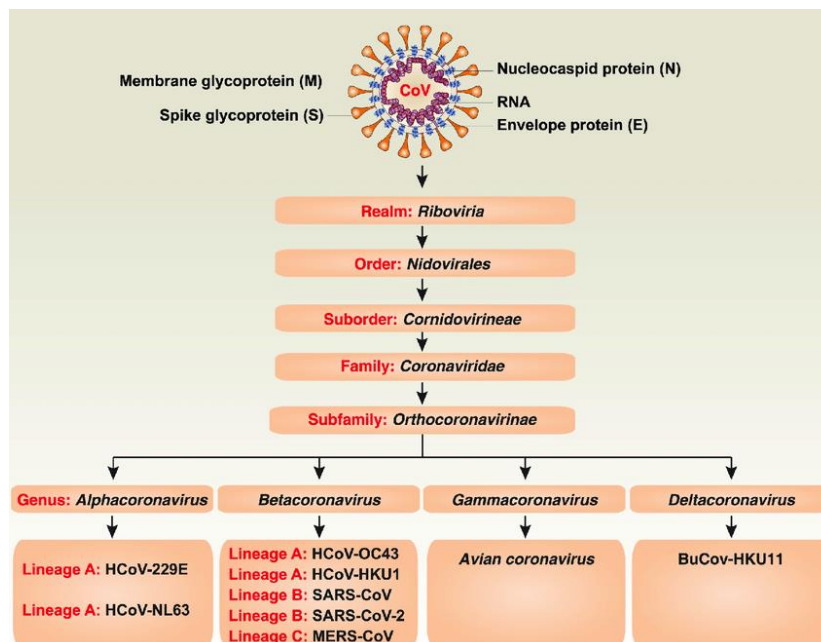 Membrane glycoprotein (M)
Spike glycoprotein (S)
CoV
Nucleocaspid protein (N)
RNA
Envelope protein (E)
Realm: Riboviria
Order: Nidovirales
Suborder: Cornidovirineae
Family: Coronaviridae
Subfamily: Orthocoronavirinae
Genus: Alphacoronavirus
Betacoronavirus
Gammacoronavirus
Deltacoronavirus
Lineage A: HCoV-229E
Lineage A: HCoV-NL63
Lineage A: HCoV-OC43
Lineage A: HCoV-HKU1
Lineage B: SARS-CoV
Lineage B: SARS-CoV-2
Lineage C: MERS-CoV
Avian coronavirus
BuCov-HKU11